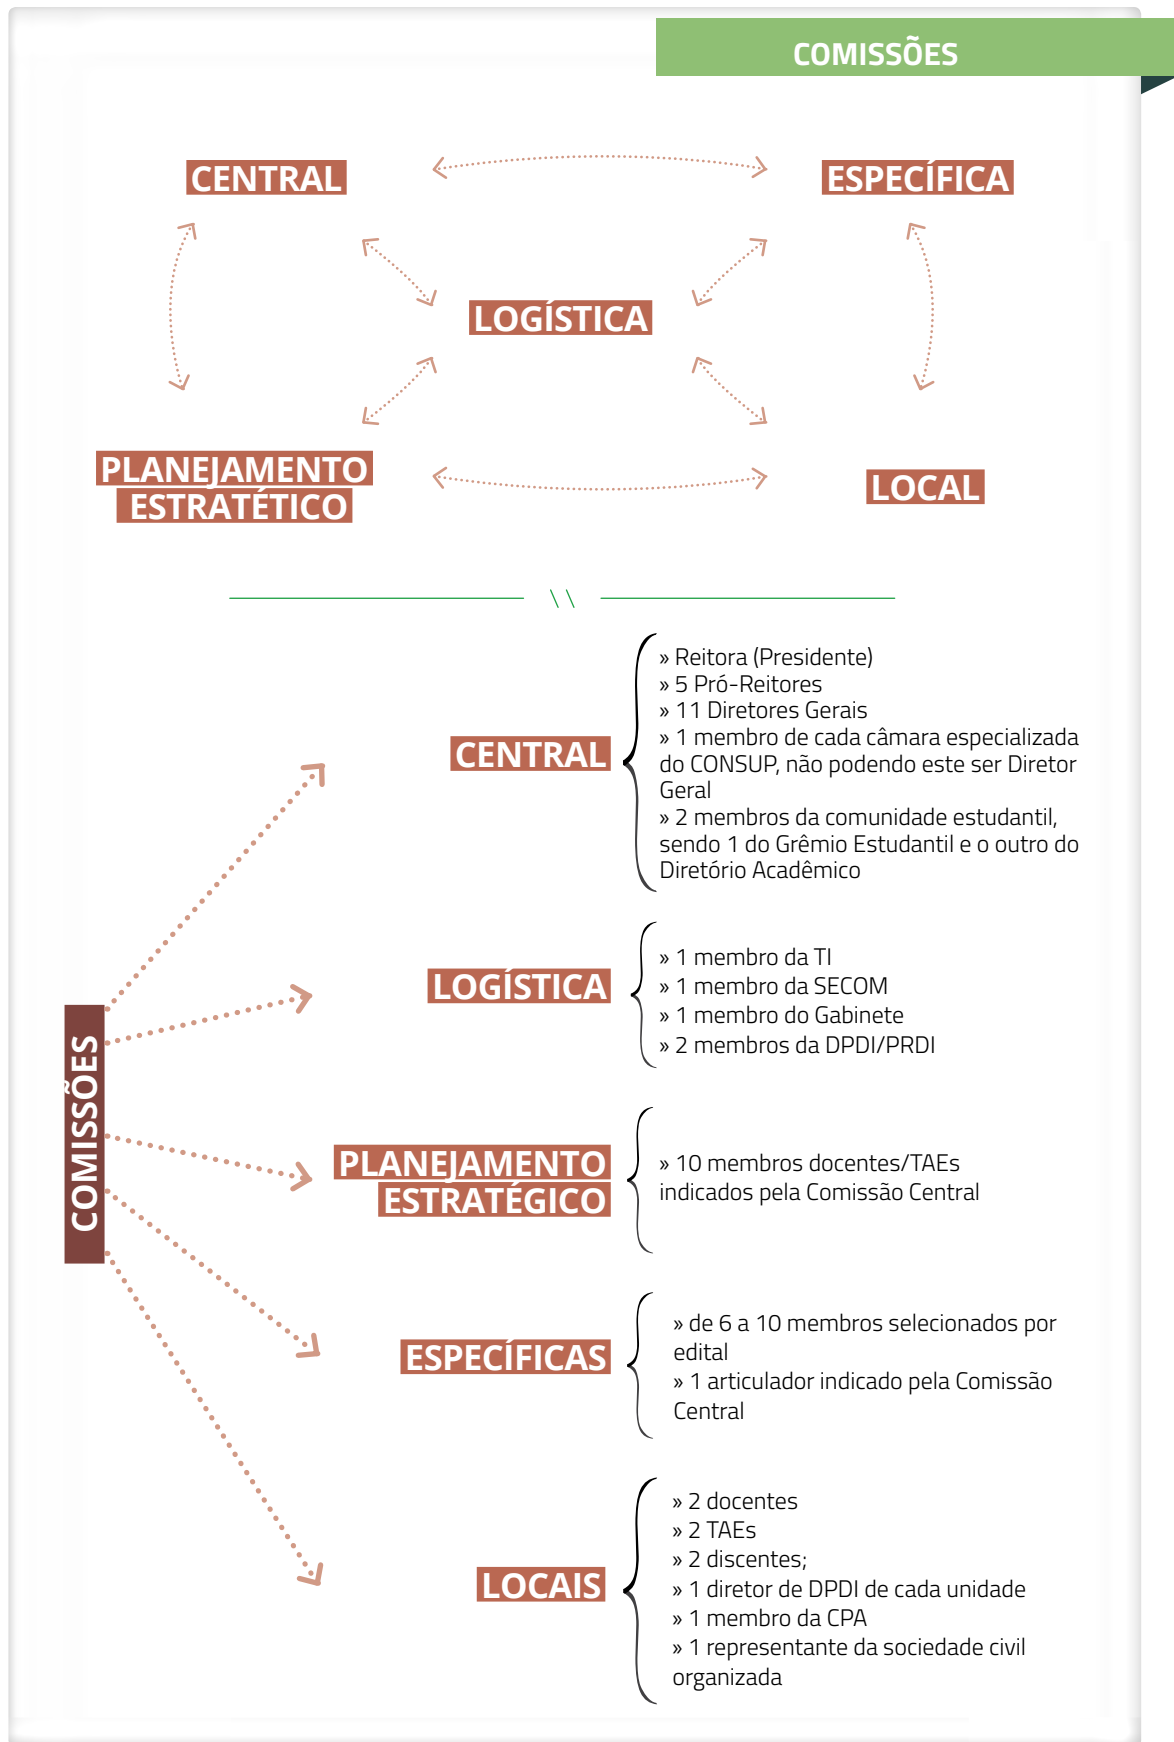 COMISSÕES
CENTRAL
ESPECÍFICA
LOGÍSTICA
PLANEJAMENTO
ESTRATÉTICO
LOCAL
\ \
COMISSÕES
CENTRAL
» Reitora (Presidente)
» 5 Pró-Reitores
» 11 Diretores Gerais
» 1 membro de cada câmara especializada
do CONSUP, não podendo este ser Diretor
Geral
» 2 membros da comunidade estudantil,
sendo 1 do Grêmio Estudantil e o outro do
Diretório Acadêmico
LOGÍSTICA
» 1 membro da TI
» 1 membro da SECOM
» 1 membro do Gabinete
» 2 membros da DPDI/PRDI
PLANEJAMENTO
ESTRATÉGICO
» 10 membros docentes/TAEs
indicados pela Comissão Central
ESPECÍFICAS
» de 6 a 10 membros selecionados por
edital
» 1 articulador indicado pela Comissão
Central
LOCAIS
» 2 docentes
» 2 TAEs
» 2 discentes;
» 1 diretor de DPDI de cada unidade
» 1 membro da CPA
» 1 representante da sociedade civil
organizada